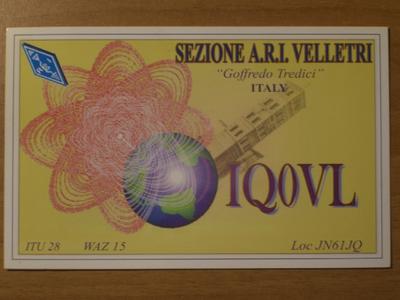 SEZIONE A.R.I. VELLETRI
"Goffredo Tredici"
ITALY
IQ0VL
ITU 28 WAZ 15 Loc JN61JQ